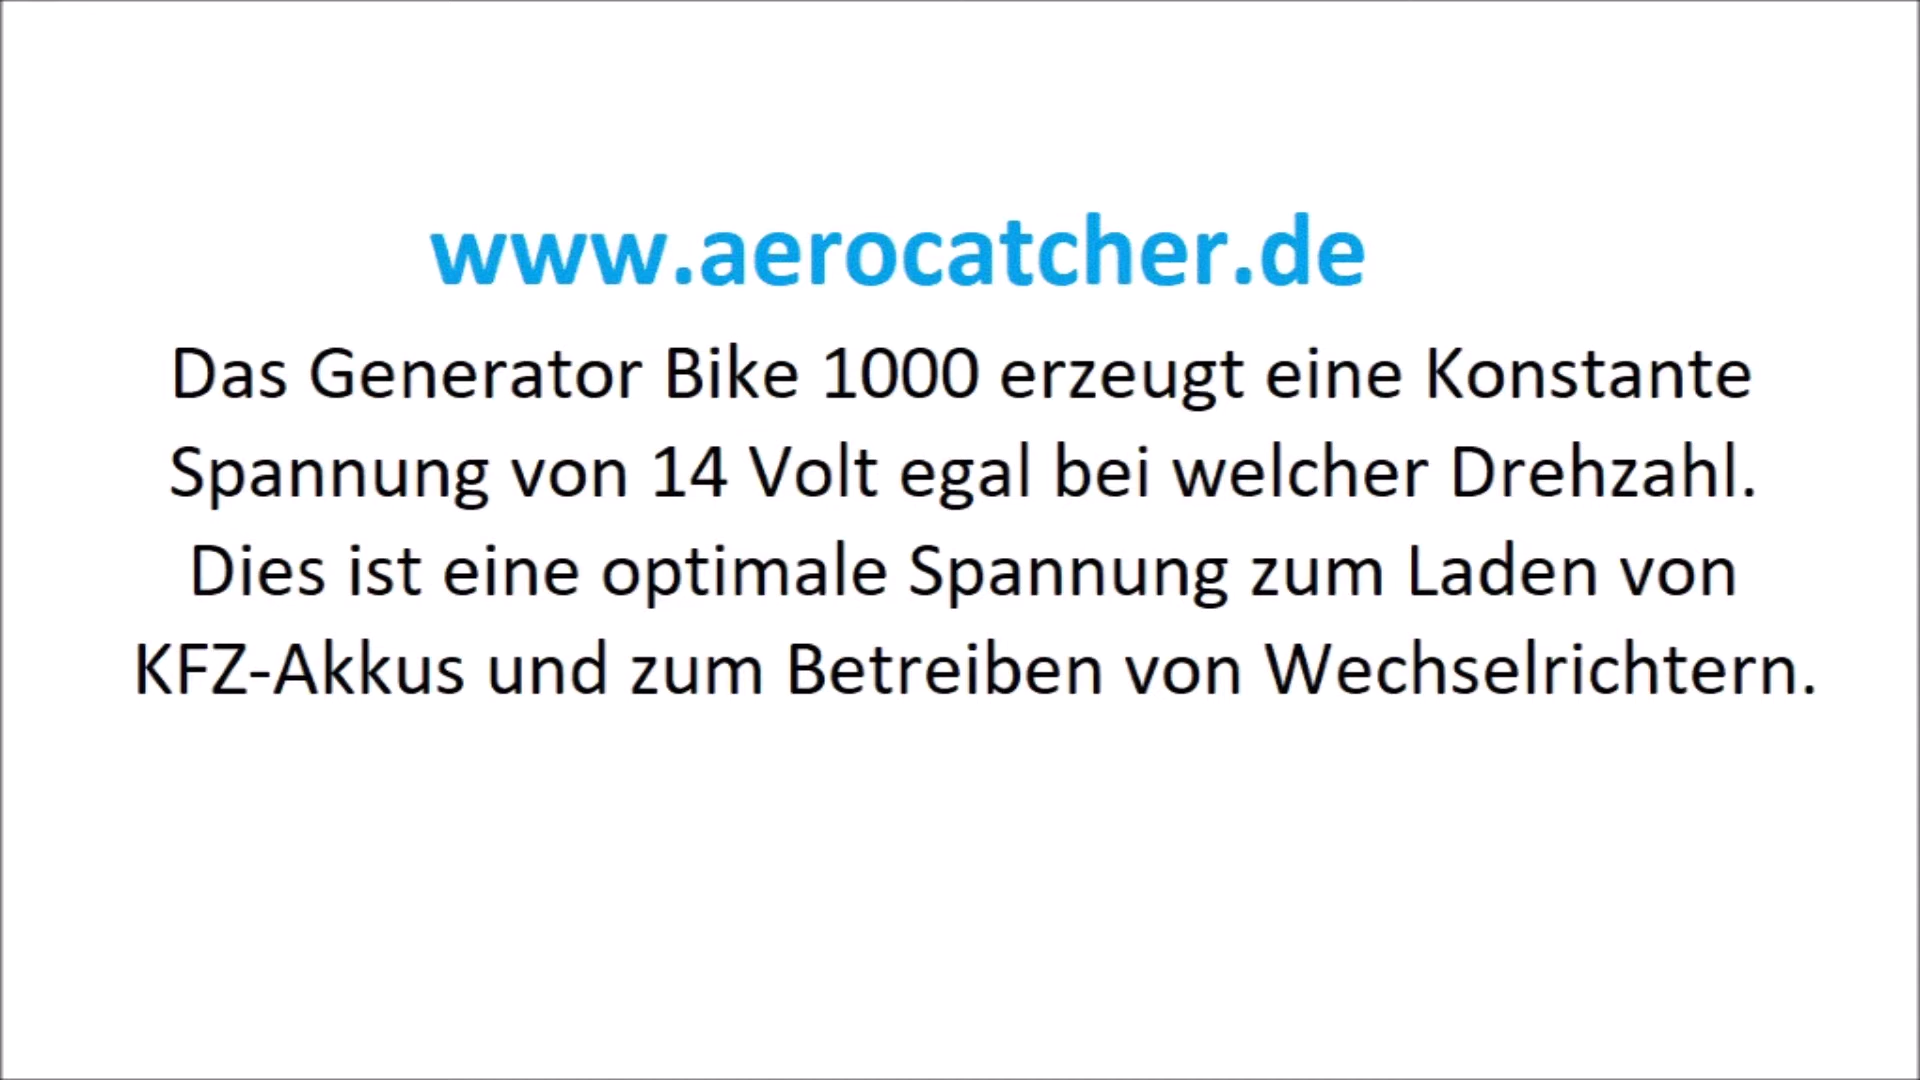 www.aerocatcher.de
Das Generator Bike 1000 erzeugt eine Konstante
Spannung von 14 Volt egal bei welcher Drehzahl.
Dies ist eine optimale Spannung zum Laden von
KFZ-Akkus und zum Betreiben von Wechselrichtern.